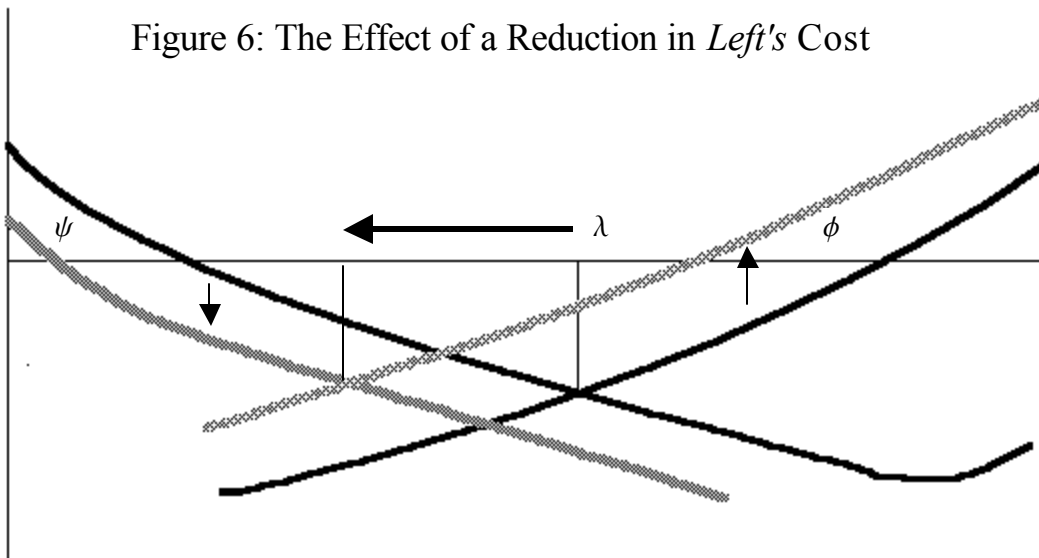 Figure 6: The Effect of a Reduction in Left's Cost
ψ
λ
ϕ